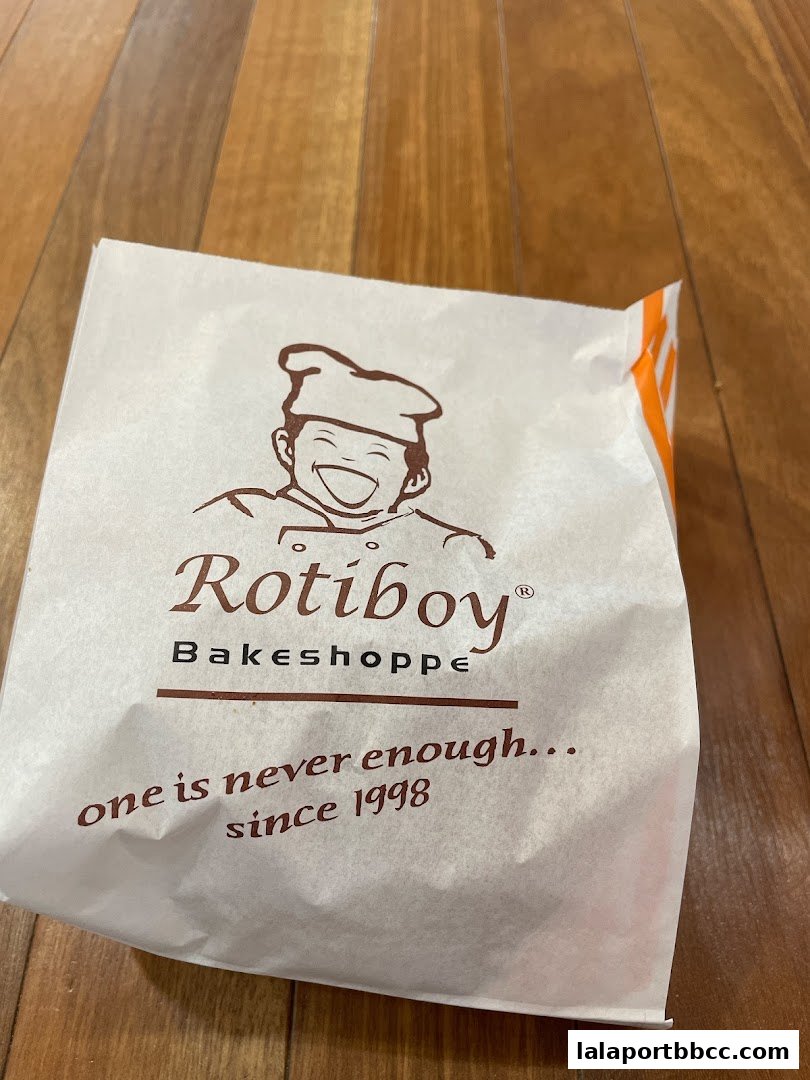 Rotiboy®
Bakeshoppe
one is never enough...
since 1998
lalaportbbcc.com